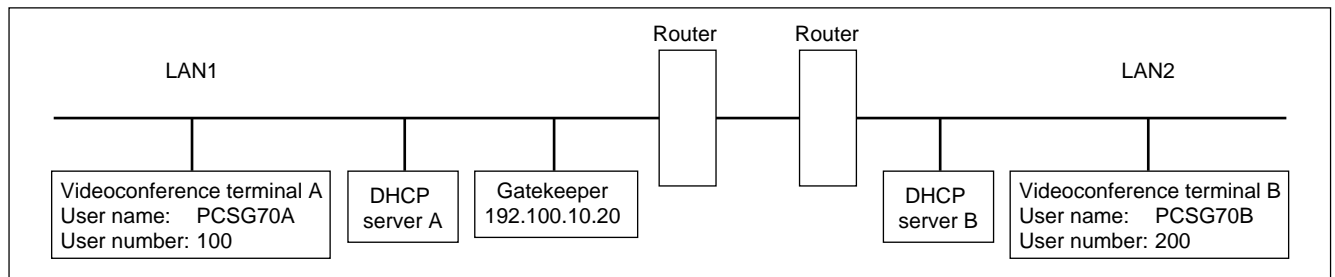 Router
Router
LAN1
LAN2
Videoconference terminal A
User name: PCSG70A
User number: 100
DHCP
server A
Gatekeeper
192.100.10.20
DHCP
server B
Videoconference terminal B
User name: PCSG70B
User number: 200